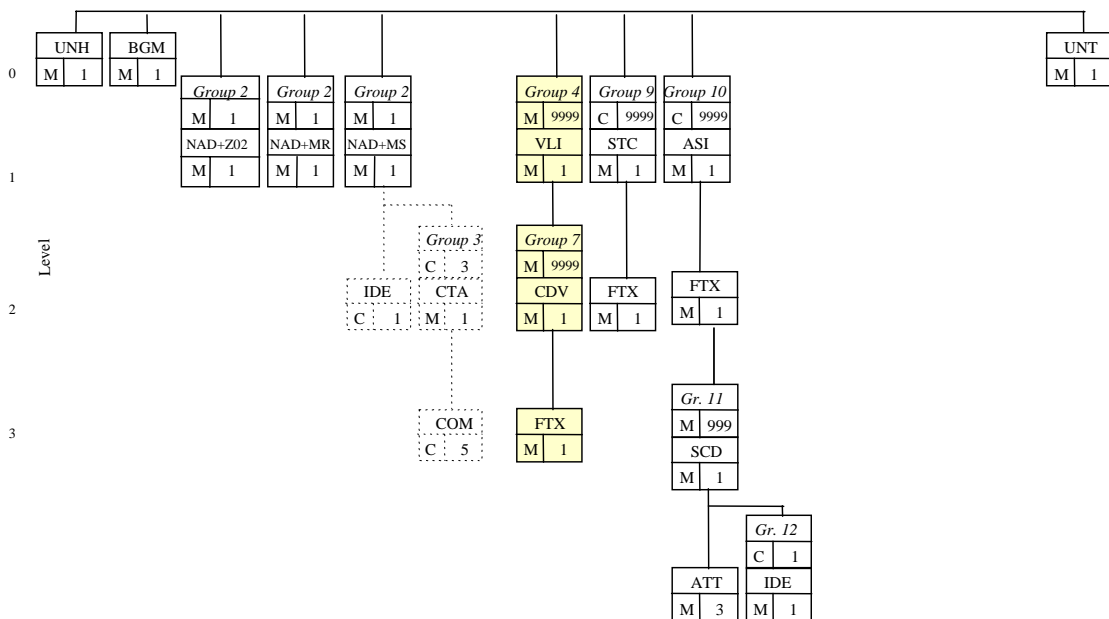 UNH BGM UNT
M 1 M 1 M 1
0
Group 2 Group 2 Group 2 Group 4 Group 9 Group 10
M 1 M 1 M 1 M 9999 C 9999 C 9999
NAD+Z02 NAD+MR NAD+MS VLI STC ASI
M 1 M 1 M 1 M 1 M 1 M 1
1
Level
Group 3 Group 7
C 3 M 9999
IDE CTA CDV FTX FTX
C 1 M 1 M 1 M 1 M 1
2
Gr. 11
M 999
COM FTX SCD
C 5 M 1 M 1
3
Gr. 12
C 1
ATT IDE
M 3 M 1